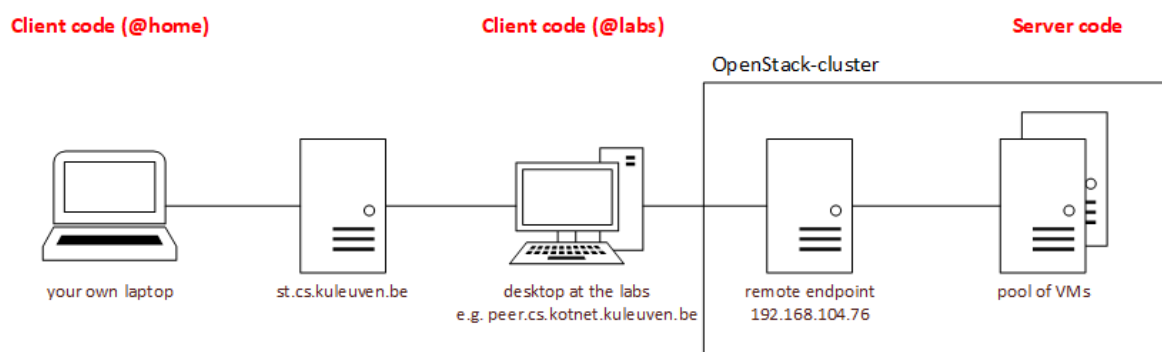 Client code (@home)
Client code (@labs)
Server code
OpenStack-cluster
your own laptop
st.cs.kuleuven.be
desktop at the labs
e.g. peer.cs.kotnet.kuleuven.be
remote endpoint
192.168.104.76
pool of VMs